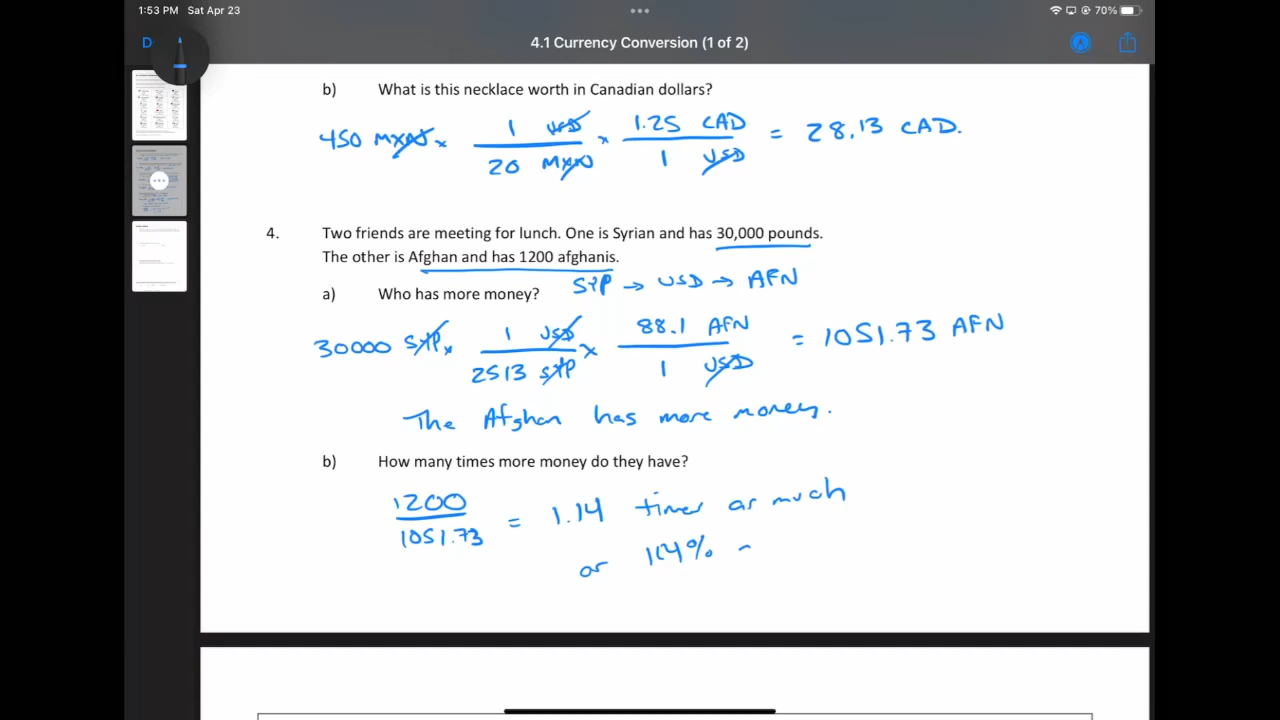 1:53 PM Sat Apr 23
70%
4.1 Currency Conversion (1 of 2)
b) What is this necklace worth in Canadian dollars?
450 MXN × 1 USD / 20 MXN × 1.25 CAD / 1 USD = 28.13 CAD.
4. Two friends are meeting for lunch. One is Syrian and has 30,000 pounds.
The other is Afghan and has 1200 afghanis.
SYP → USD → AFN
a) Who has more money?
30000 SYP × 1 USD / 2513 SYP × 88.1 AFN / 1 USD = 1051.73 AFN
The Afghan has more money.
b) How many times more money do they have?
1200 / 1051.73 = 1.14 times as much
or 114%